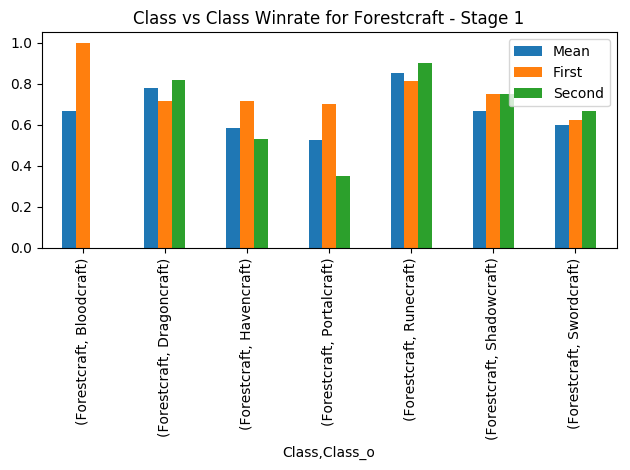 Class vs Class Winrate for Forestcraft - Stage 1
Mean
First
Second
1.0
0.8
0.6
0.4
0.2
0.0
(Forestcraft, Bloodcraft)
(Forestcraft, Dragoncraft)
(Forestcraft, Havencraft)
(Forestcraft, Portalcraft)
(Forestcraft, Runecraft)
(Forestcraft, Shadowcraft)
(Forestcraft, Swordcraft)
Class,Class_o